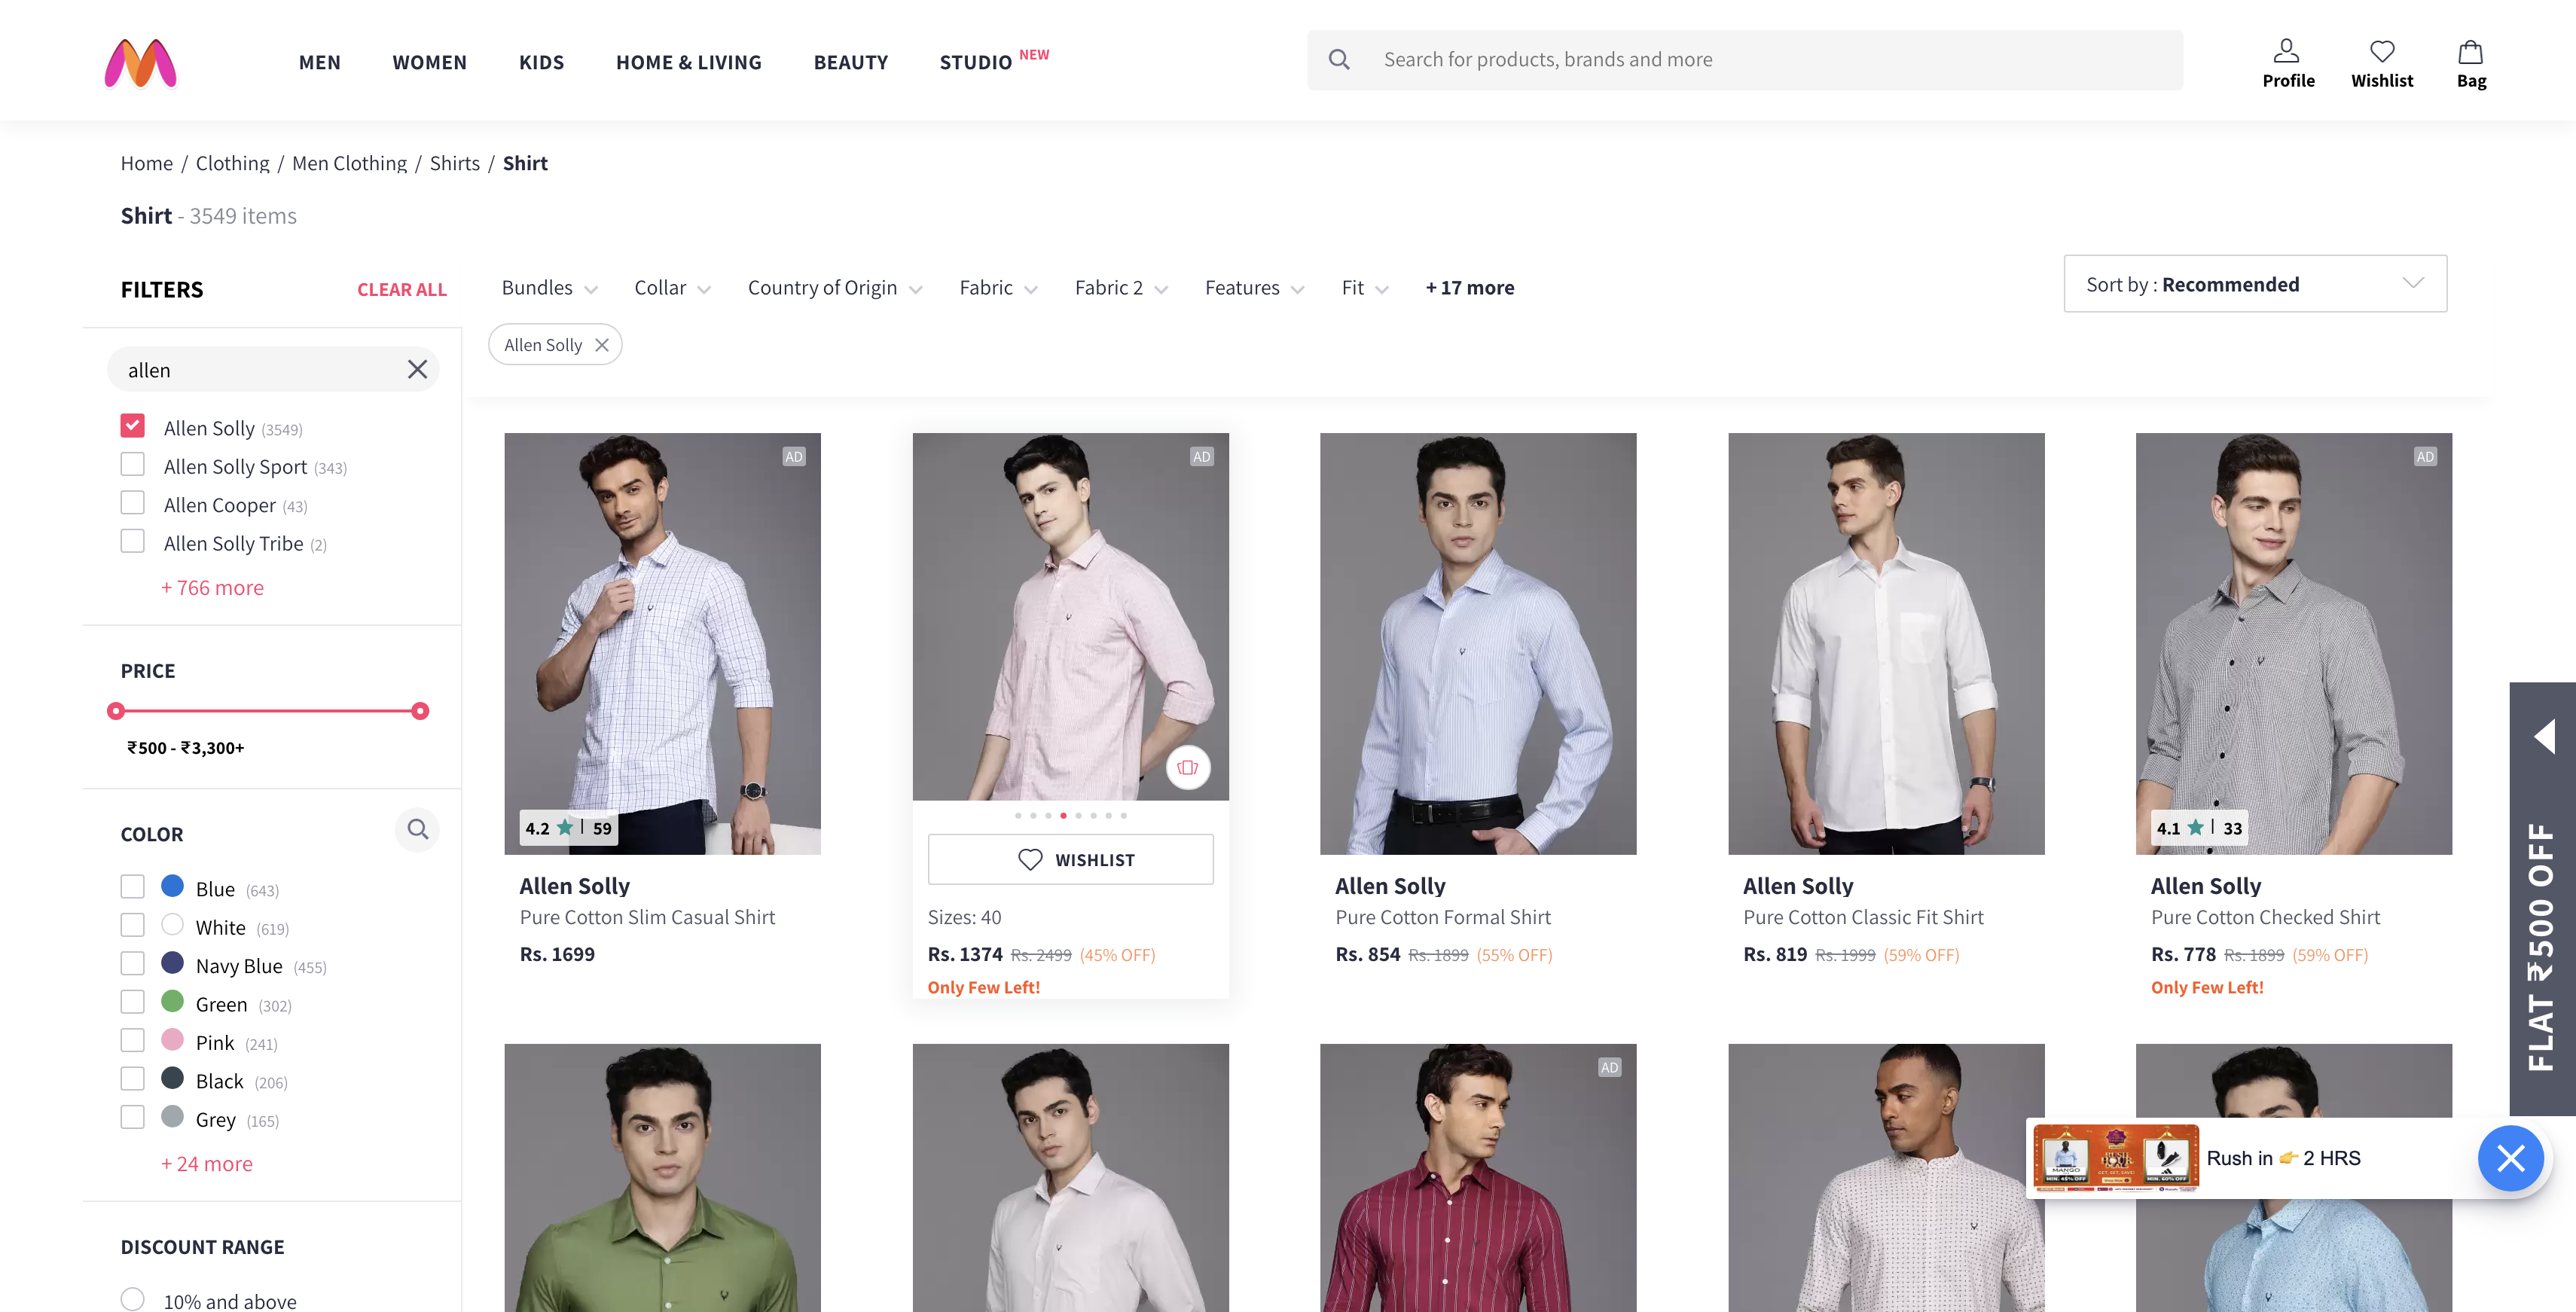 MEN WOMEN KIDS HOME & LIVING BEAUTY STUDIO NEW
Search for products, brands and more
Profile Wishlist Bag
Home / Clothing / Men Clothing / Shirts / Shirt
Shirt - 3549 items
FILTERS CLEAR ALL
Bundles Collar Country of Origin Fabric Fabric 2 Features Fit + 17 more
Sort by : Recommended
Allen Solly
allen
Allen Solly (3549)
Allen Solly Sport (343)
Allen Cooper (43)
Allen Solly Tribe (2)
+ 766 more
PRICE
₹500 - ₹3,300+
COLOR
Blue (643)
White (619)
Navy Blue (455)
Green (302)
Pink (241)
Black (206)
Grey (165)
+ 24 more
DISCOUNT RANGE
10% and above
AD
4.2 | 59
Allen Solly
Pure Cotton Slim Casual Shirt
Rs. 1699
AD
WISHLIST
Sizes: 40
Rs. 1374 Rs. 2499 (45% OFF)
Only Few Left!
Allen Solly
Pure Cotton Formal Shirt
Rs. 854 Rs. 1899 (55% OFF)
Allen Solly
Pure Cotton Classic Fit Shirt
Rs. 819 Rs. 1999 (59% OFF)
AD
4.1 | 33
Allen Solly
Pure Cotton Checked Shirt
Rs. 778 Rs. 1899 (59% OFF)
Only Few Left!
AD
FLAT ₹500 OFF
MANGO
MIN. 45% OFF
MIN. 60% OFF
Rush in 👉 2 HRS